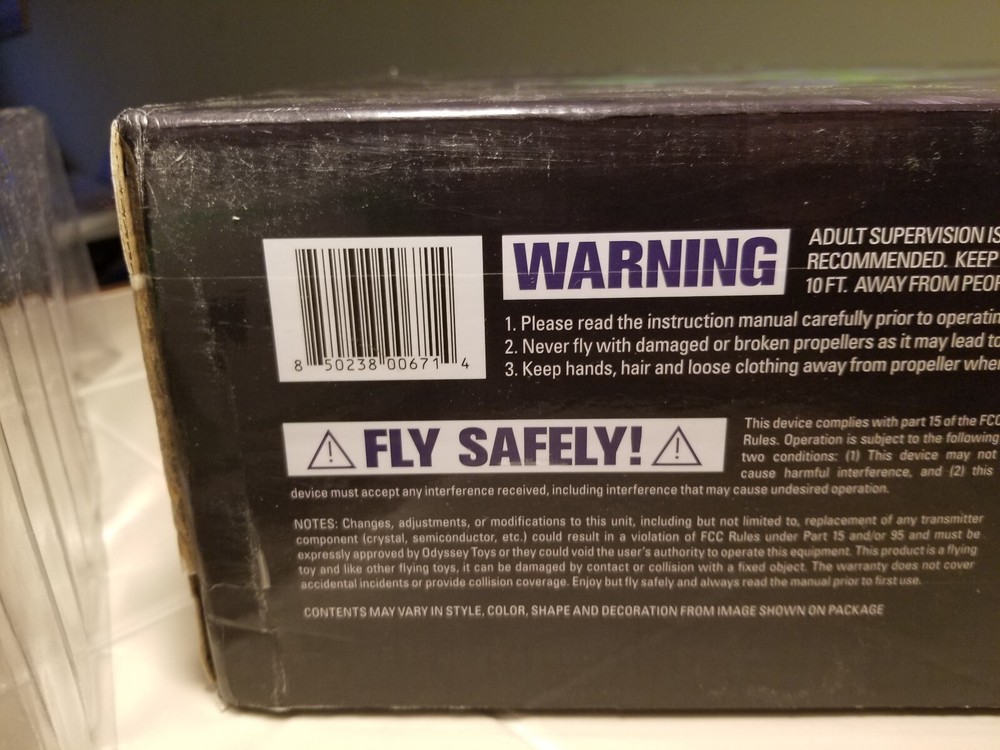 8 50238 00671 4
WARNING
ADULT SUPERVISION IS
RECOMMENDED. KEEP
10 FT. AWAY FROM PEOP
1. Please read the instruction manual carefully prior to operatin
2. Never fly with damaged or broken propellers as it may lead to
3. Keep hands, hair and loose clothing away from propeller whe
⚠ FLY SAFELY! ⚠
This device complies with part 15 of the FCC
Rules. Operation is subject to the following
two conditions: (1) This device may not
cause harmful interference, and (2) this
device must accept any interference received, including interference that may cause undesired operation.
NOTES: Changes, adjustments, or modifications to this unit, including but not limited to, replacement of any transmitter
component (crystal, semiconductor, etc.) could result in a violation of FCC Rules under Part 15 and/or 95 and must be
expressly approved by Odyssey Toys or they could void the user's authority to operate this equipment. This product is a flying
toy and like other flying toys, it can be damaged by contact or collision with a fixed object. The warranty does not cover
accidental incidents or provide collision coverage. Enjoy but fly safely and always read the manual prior to first use.
CONTENTS MAY VARY IN STYLE, COLOR, SHAPE AND DECORATION FROM IMAGE SHOWN ON PACKAGE